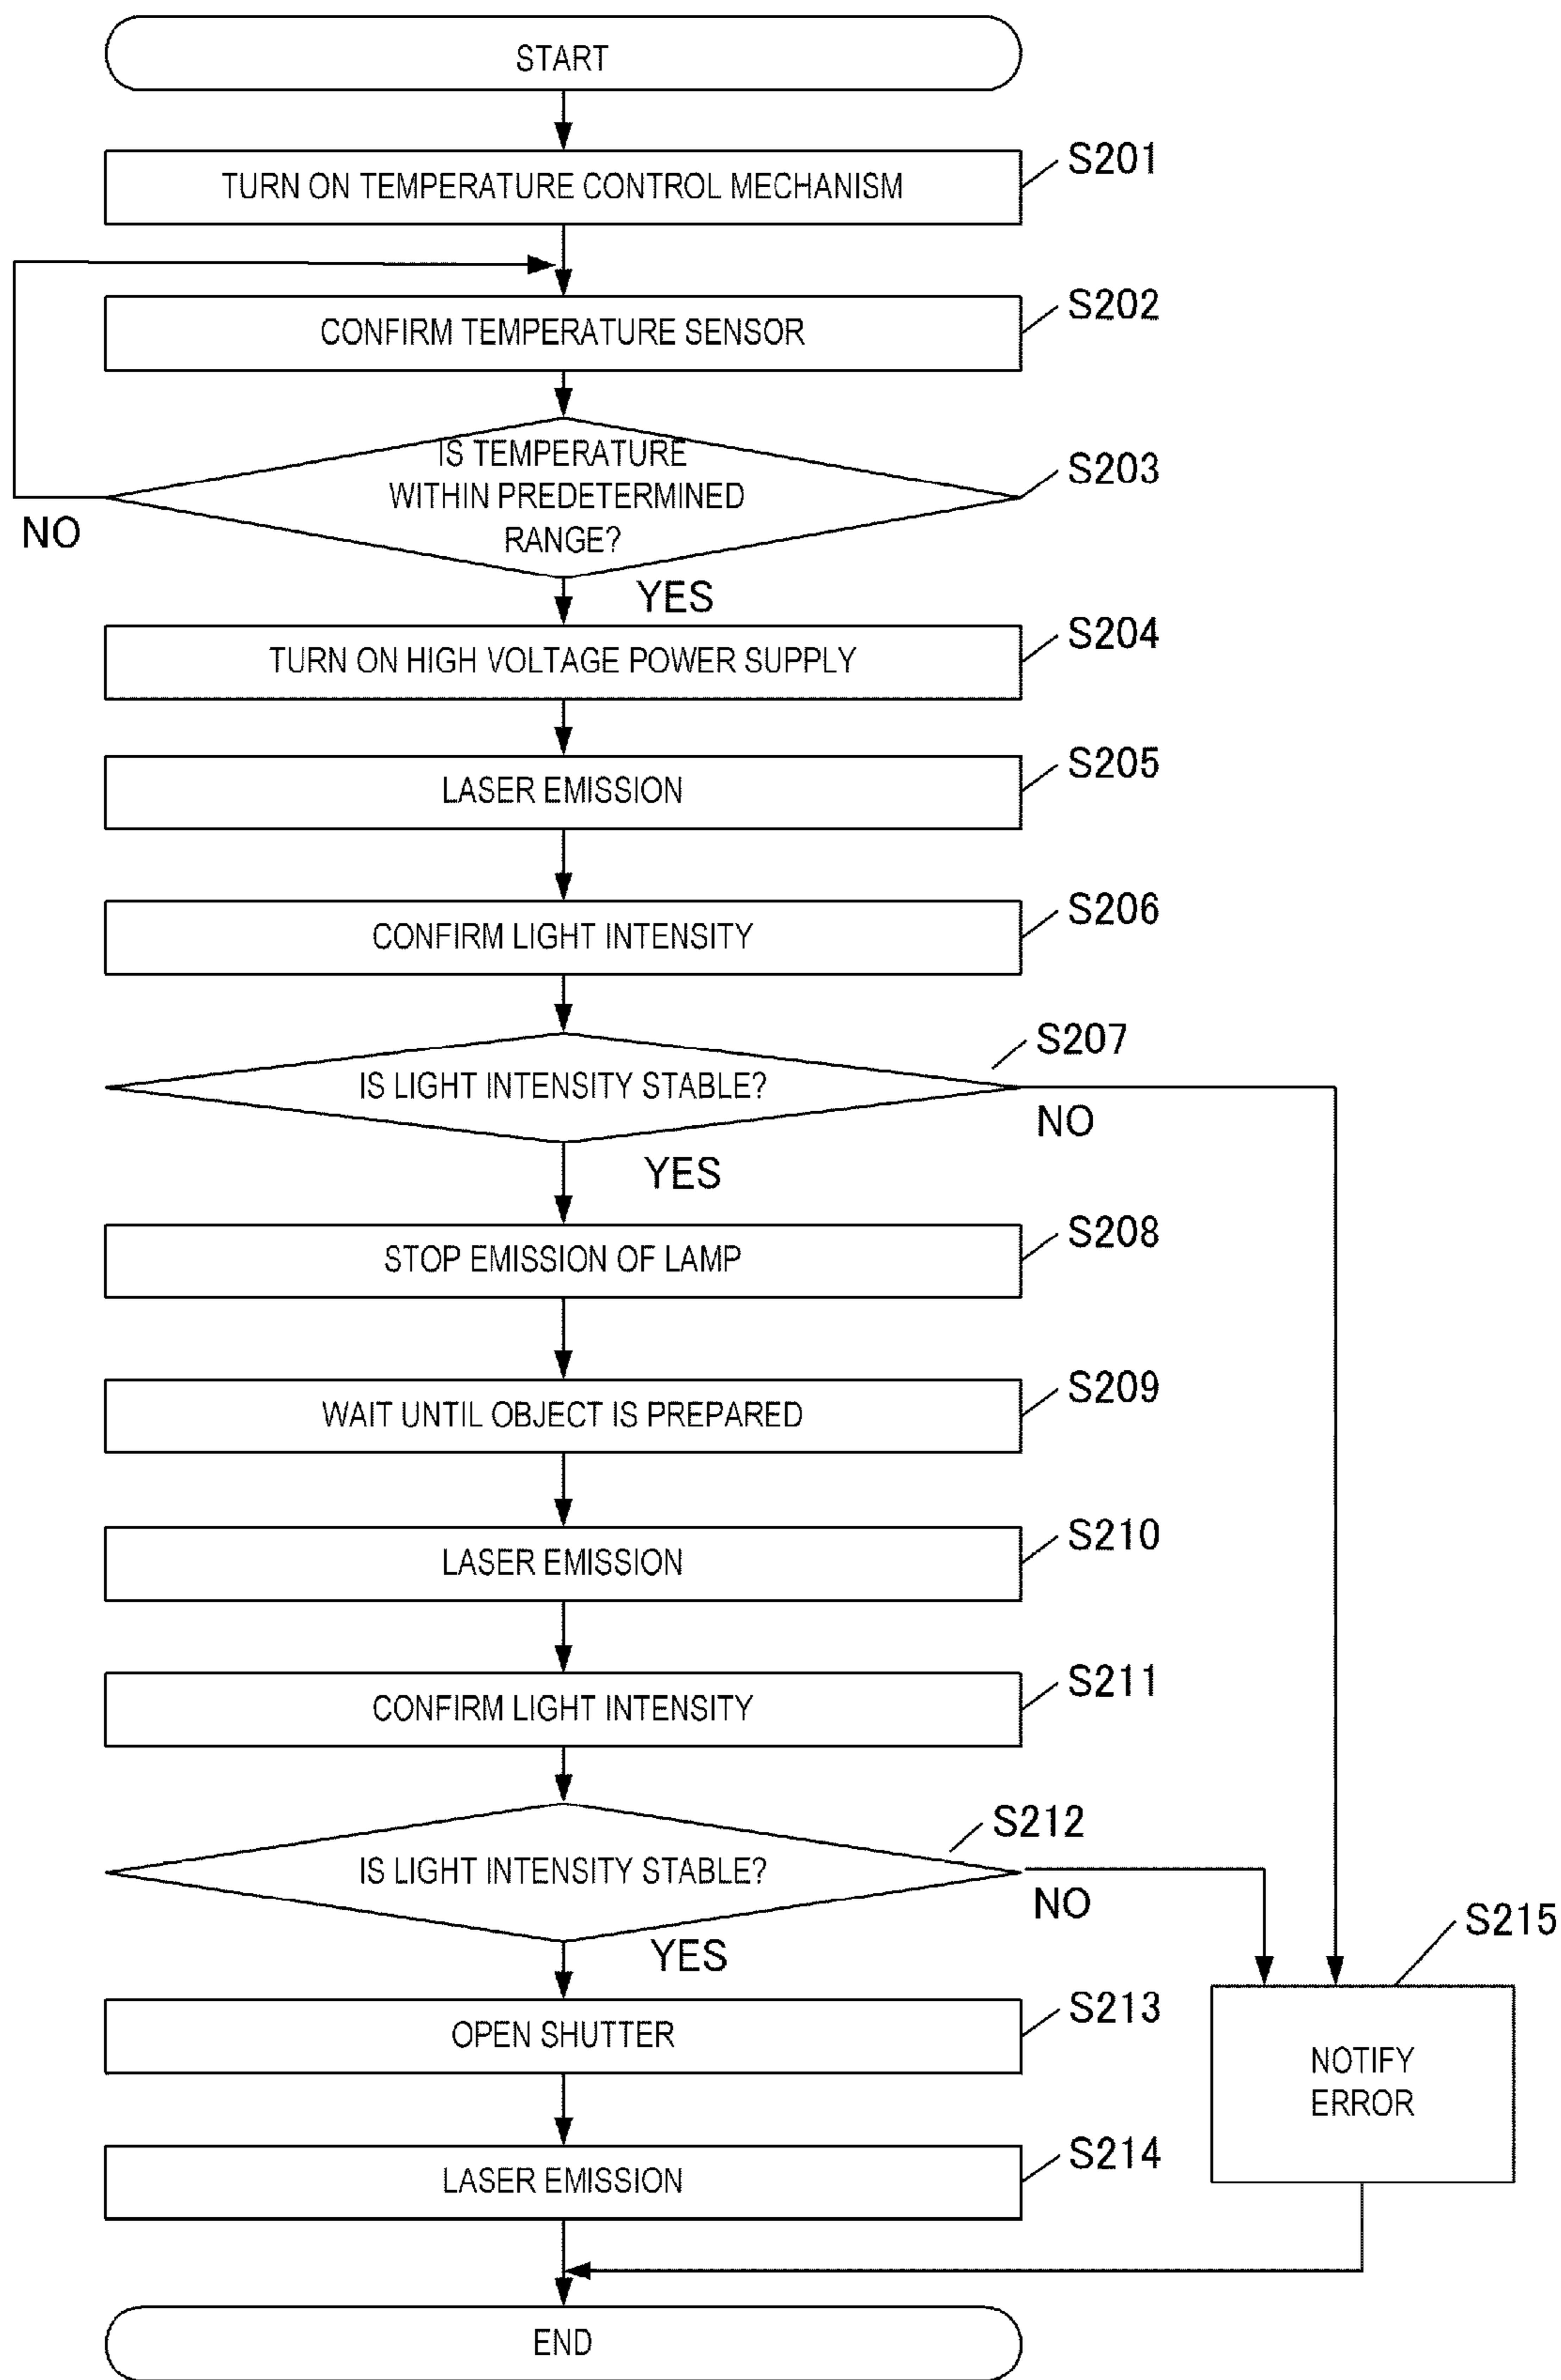 START
TURN ON TEMPERATURE CONTROL MECHANISM
S201
CONFIRM TEMPERATURE SENSOR
S202
IS TEMPERATURE
WITHIN PREDETERMINED
RANGE?
S203
NO
YES
TURN ON HIGH VOLTAGE POWER SUPPLY
S204
LASER EMISSION
S205
CONFIRM LIGHT INTENSITY
S206
IS LIGHT INTENSITY STABLE?
S207
NO
YES
STOP EMISSION OF LAMP
S208
WAIT UNTIL OBJECT IS PREPARED
S209
LASER EMISSION
S210
CONFIRM LIGHT INTENSITY
S211
IS LIGHT INTENSITY STABLE?
S212
NO
YES
OPEN SHUTTER
S213
LASER EMISSION
S214
NOTIFY
ERROR
S215
END